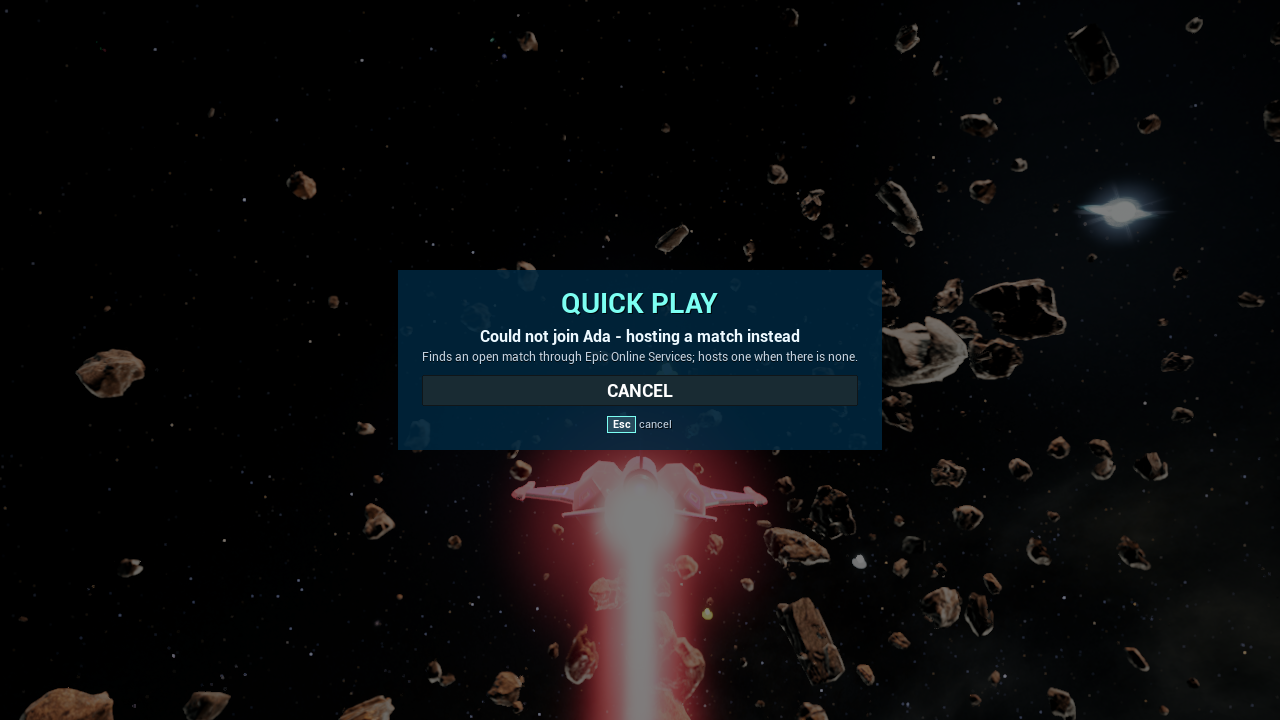 QUICK PLAY
Could not join Ada - hosting a match instead
Finds an open match through Epic Online Services; hosts one when there is none.
CANCEL
Esc cancel